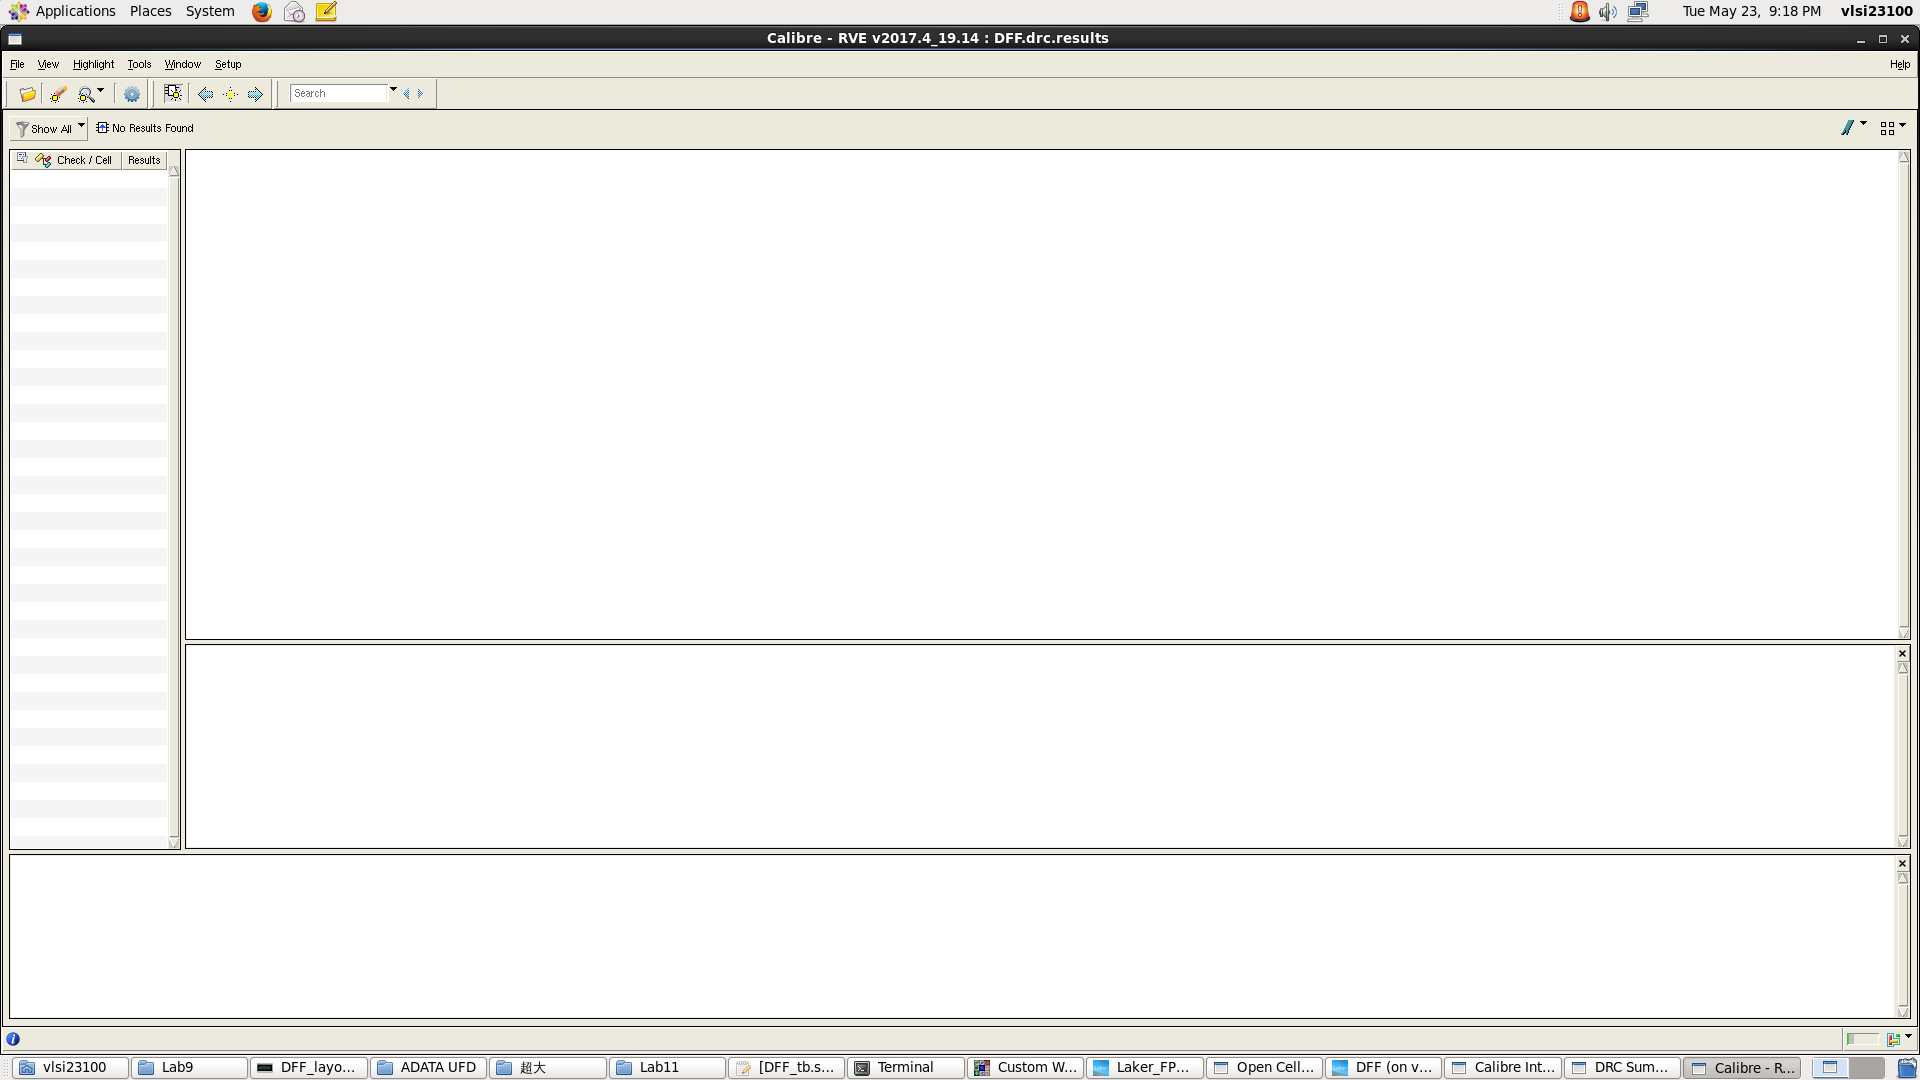 Applications Places System
Tue May 23, 9:18 PM vlsi23100
Calibre - RVE v2017.4_19.14 : DFF.drc.results
File View Highlight Tools Window Setup Help
Search
Show All No Results Found
Check / Cell Results
vlsi23100 Lab9 DFF_layo... ADATA UFD 超大 Lab11 [DFF_tb.s... Terminal Custom W... Laker_FP... Open Cell... DFF (on v... Calibre Int... DRC Sum... Calibre - R...